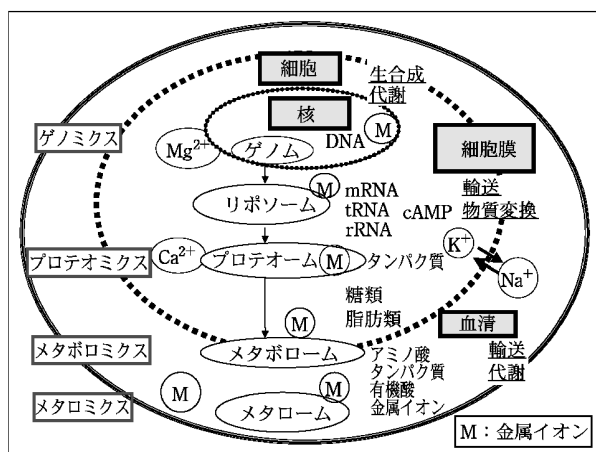 細胞
生合成
代謝
核
DNA
M
ゲノミクス
Mg²⁺
ゲノム
細胞膜
M
リボソーム
mRNA
tRNA
rRNA
cAMP
輸送
物質変換
K⁺
Na⁺
プロテオミクス
Ca²⁺
プロテオーム
M
タンパク質
糖類
脂肪類
M
血清
輸送
代謝
メタボロミクス
メタボローム
アミノ酸
タンパク質
有機酸
金属イオン
メタロミクス
M
メタローム
M
M：金属イオン